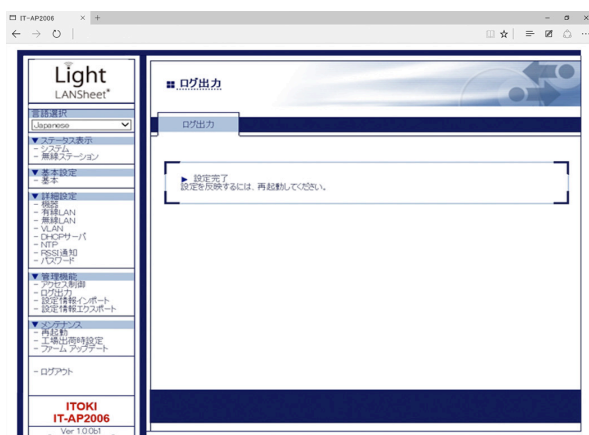 IT-AP2006
Light
LANSheet
言語選択
Japanese
▼ ステータス表示
- システム
- 無線ステーション
▼ 基本設定
- 基本
▼ 詳細設定
- 機器
- 有線LAN
- 無線LAN
- VLAN
- DHCPサーバ
- NTP
- RSSI通知
- パスワード
▼ 管理機能
- アクセス制御
- ログ出力
- 設定情報インポート
- 設定情報エクスポート
▼ メンテナンス
- 再起動
- 工場出荷時設定
- ファーム アップデート
- ログアウト
ITOKI
IT-AP2006
Ver 1.0.0b1
ログ出力
ログ出力
▶ 設定完了
設定を反映するには、再起動してください。